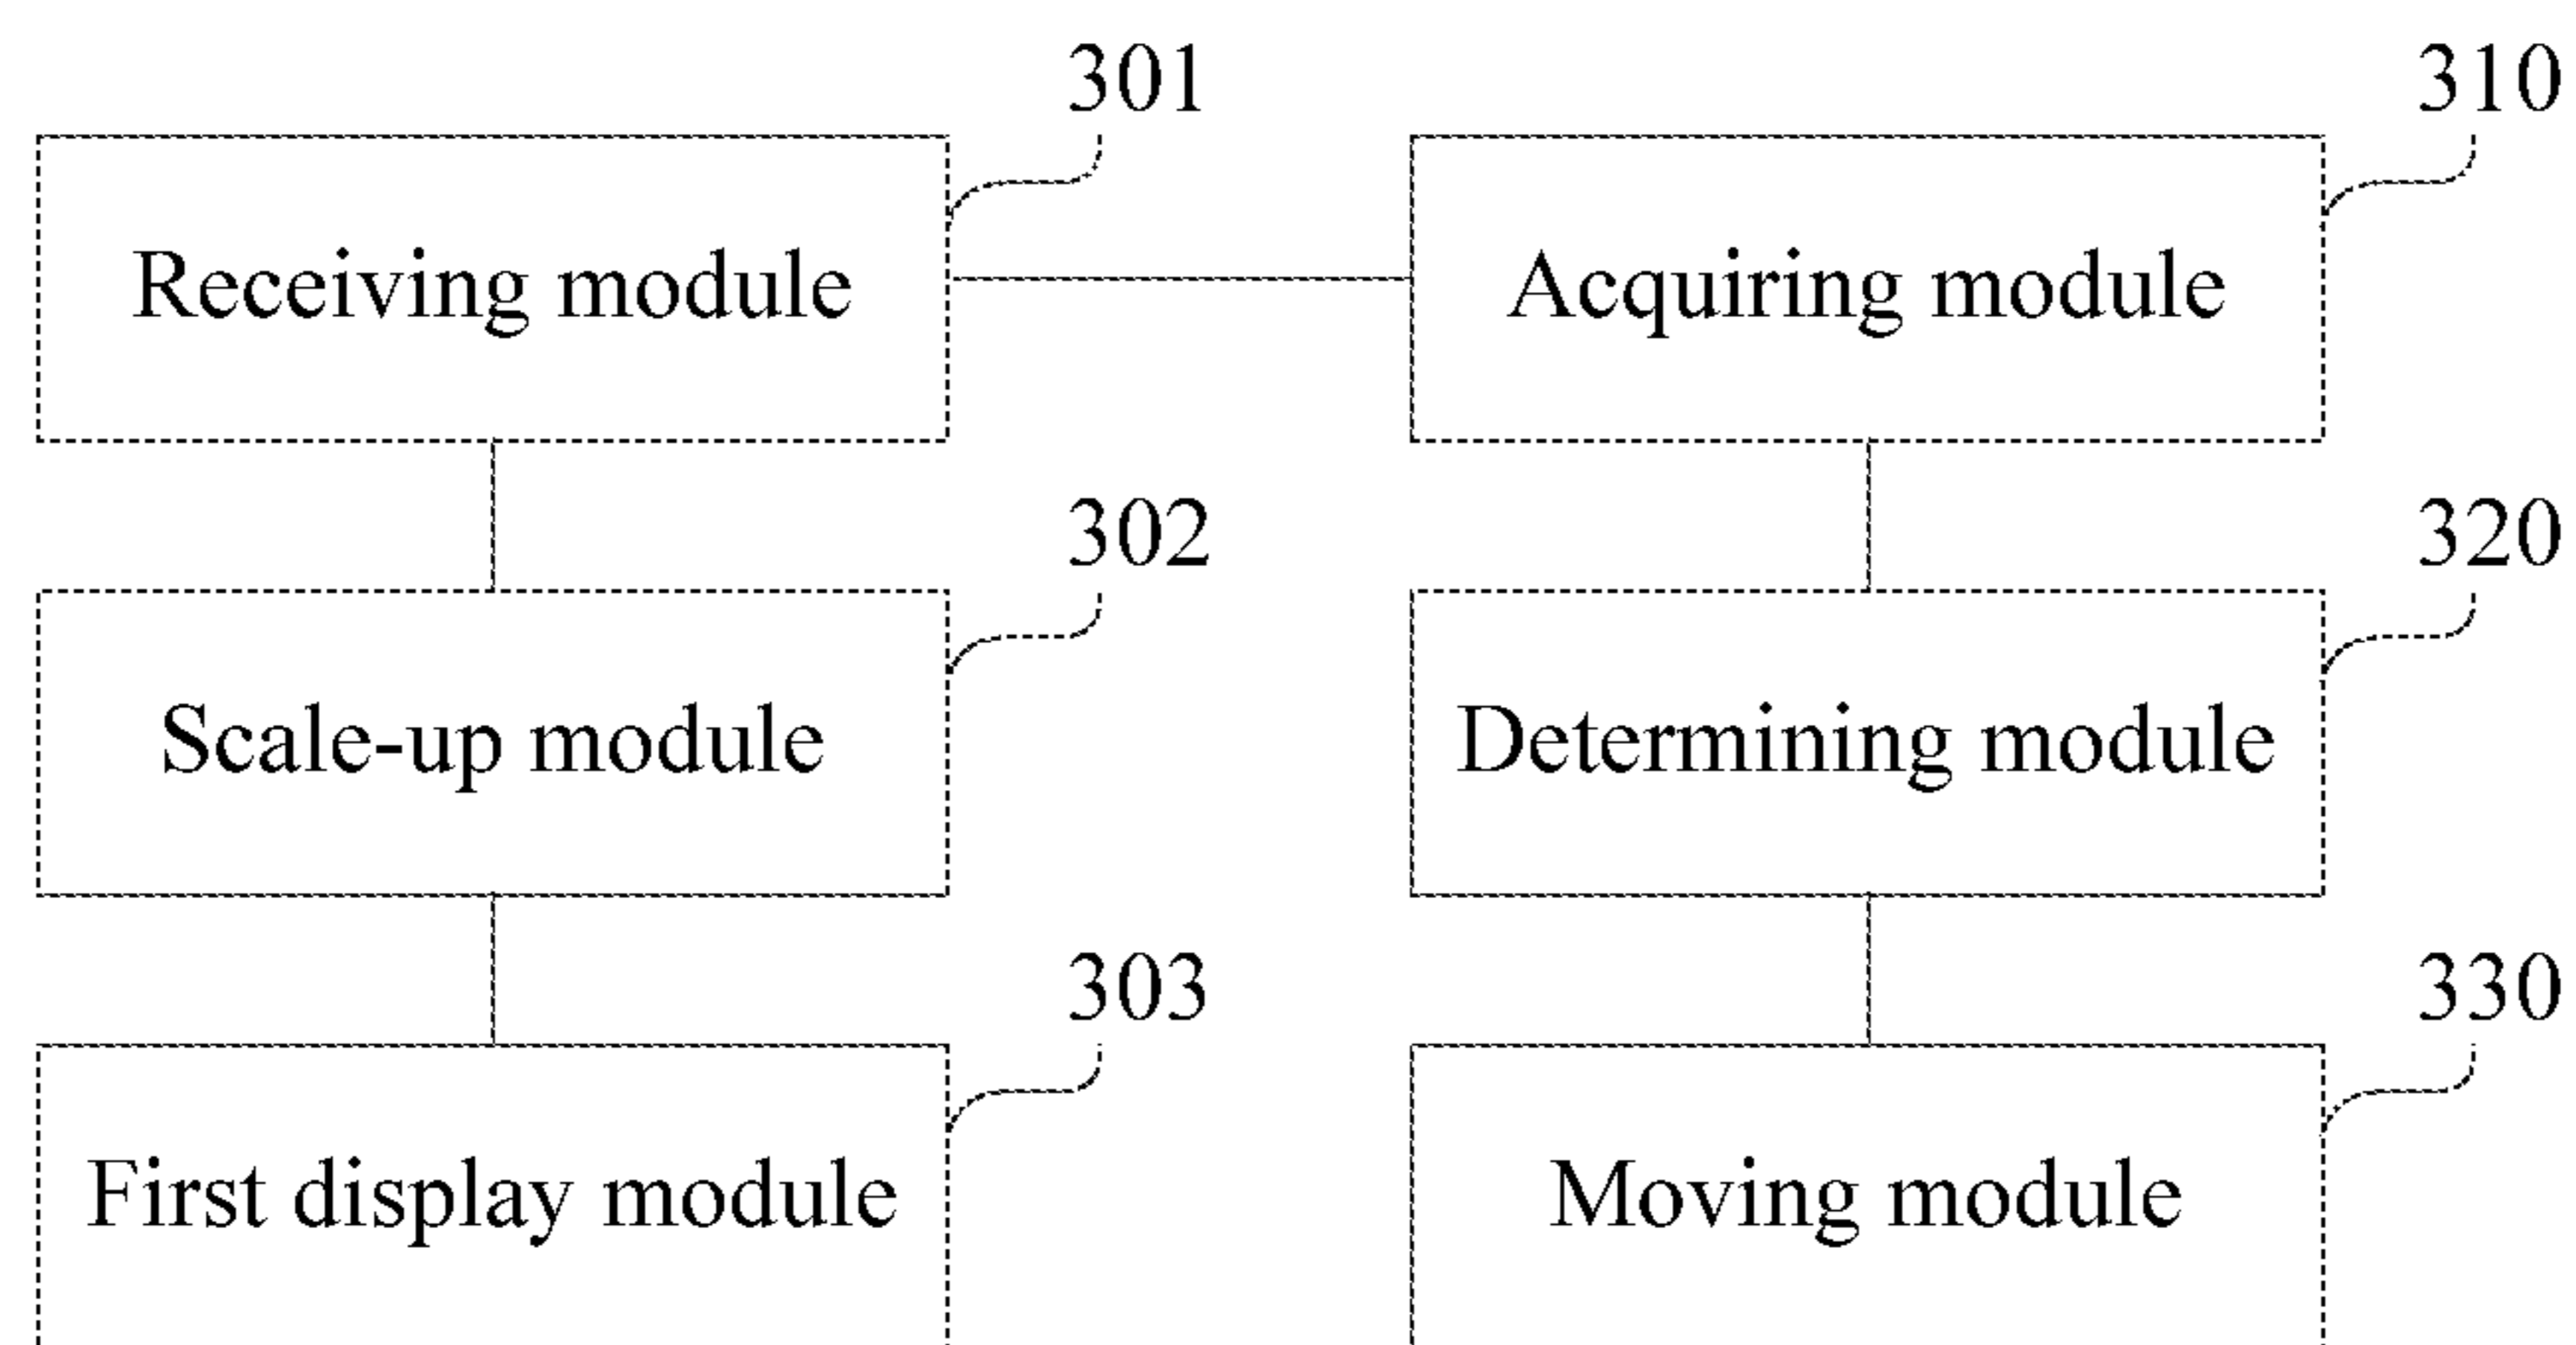 301
310
Receiving module
Acquiring module
302
320
Scale-up module
Determining module
303
330
First display module
Moving module